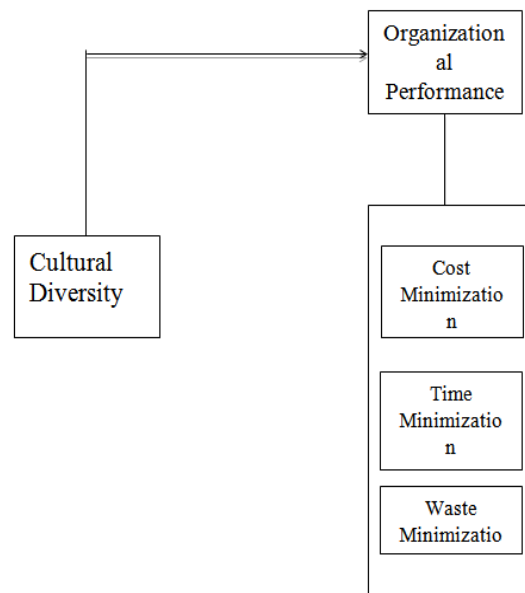 Organization
al
Performance
Cultural
Diversity
Cost
Minimizatio
n
Time
Minimizatio
n
Waste
Minimizatio